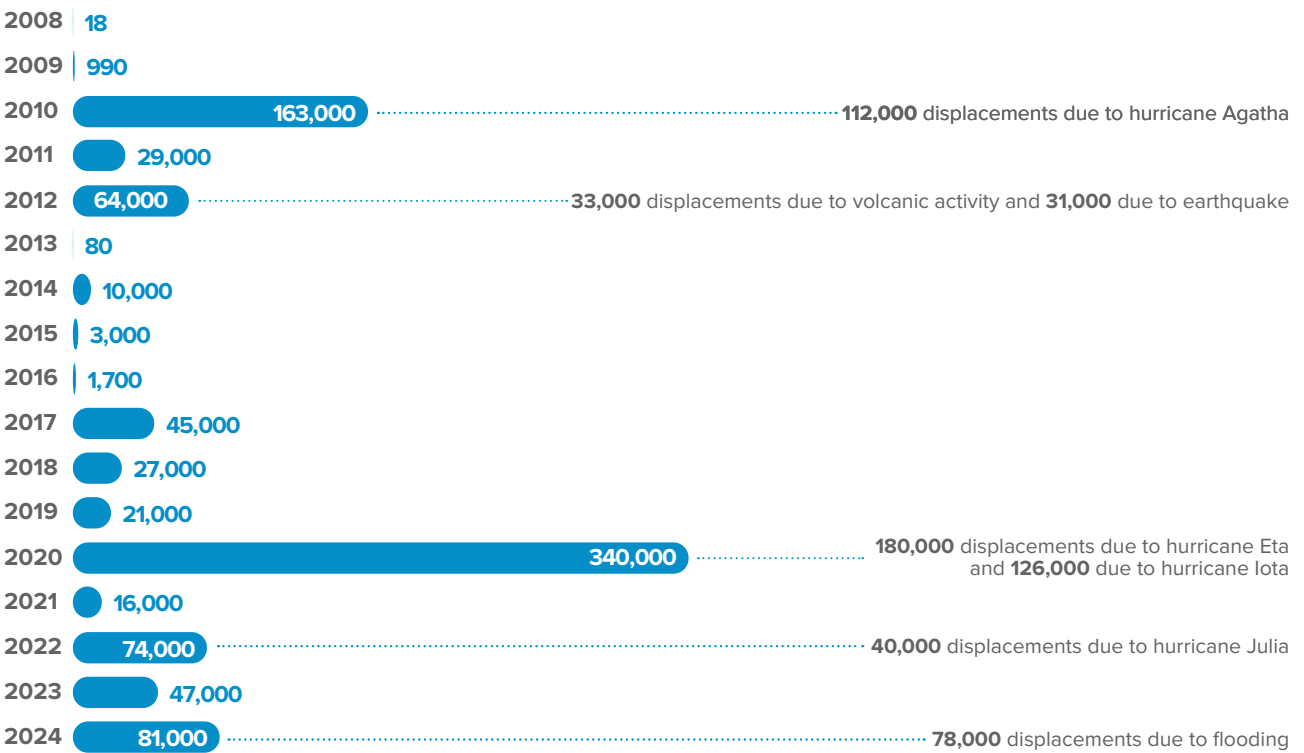 2008 18
2009 990
2010 163,000 112,000 displacements due to hurricane Agatha
2011 29,000
2012 64,000 33,000 displacements due to volcanic activity and 31,000 due to earthquake
2013 80
2014 10,000
2015 3,000
2016 1,700
2017 45,000
2018 27,000
2019 21,000
2020 340,000 180,000 displacements due to hurricane Eta
and 126,000 due to hurricane Iota
2021 16,000
2022 74,000 40,000 displacements due to hurricane Julia
2023 47,000
2024 81,000 78,000 displacements due to flooding